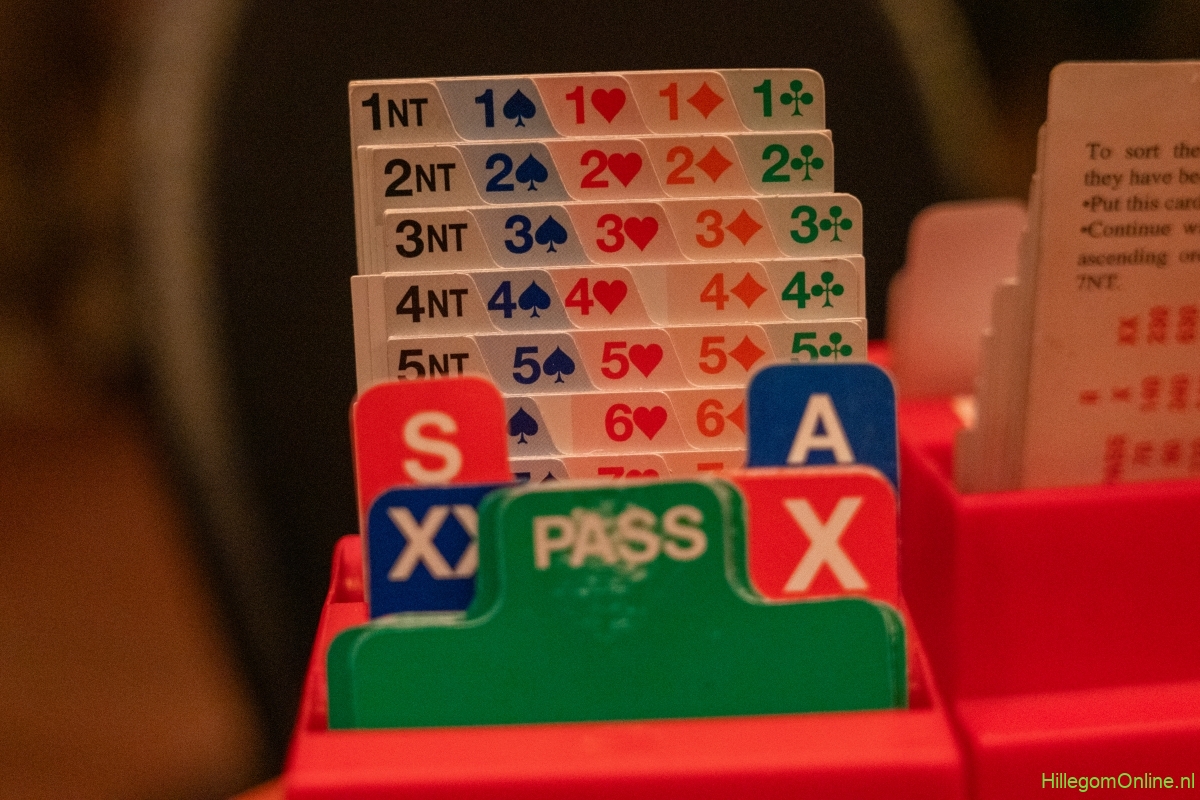 1NT 1♠ 1♥ 1♦ 1♣
2NT 2♠ 2♥ 2♦ 2♣
3NT 3♠ 3♥ 3♦ 3♣
4NT 4♠ 4♥ 4♦ 4♣
5NT 5♠ 5♥ 5♦ 5♣
♠ 6♥ 6♦
S A
XX PASS X
To sort the
they have be
•Put this card
•Continue w
ascending or
7NT.
HillegomOnline.nl